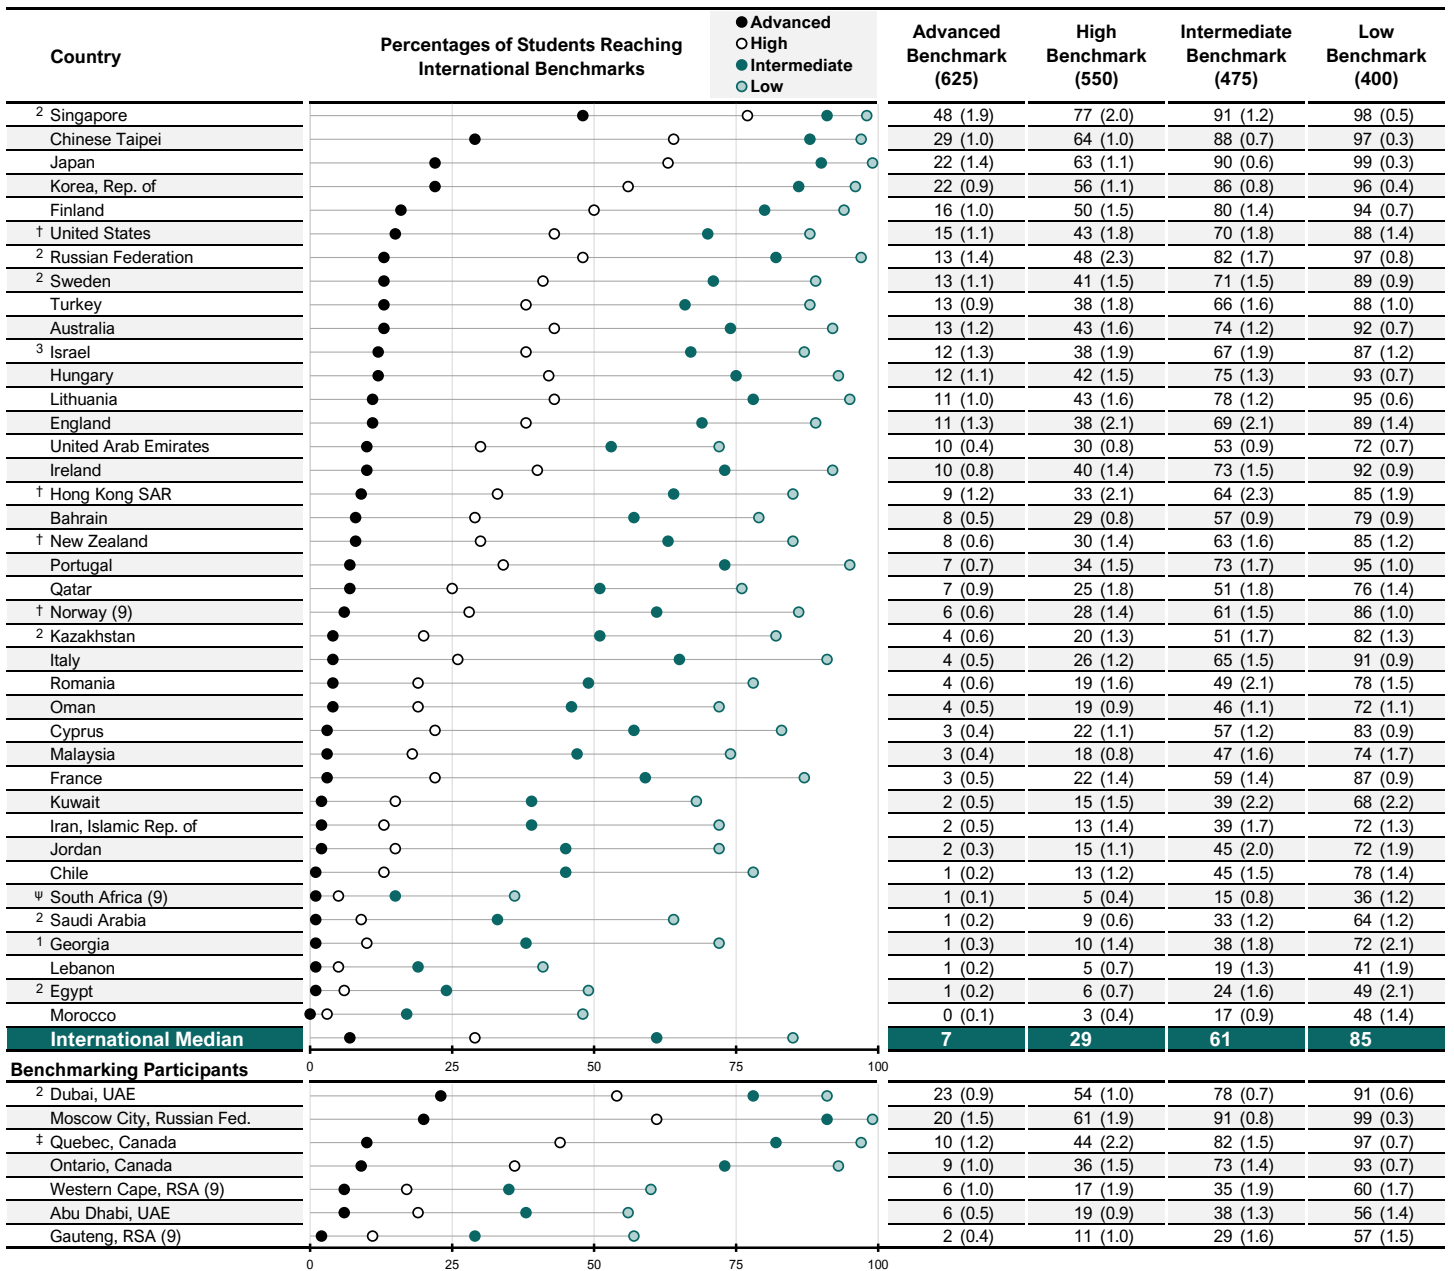 Country
Percentages of Students Reaching
International Benchmarks
Advanced
High
Intermediate
Low
Advanced Benchmark (625)
High Benchmark (550)
Intermediate Benchmark (475)
Low Benchmark (400)
2 Singapore 48 (1.9) 77 (2.0) 91 (1.2) 98 (0.5)
Chinese Taipei 29 (1.0) 64 (1.0) 88 (0.7) 97 (0.3)
Japan 22 (1.4) 63 (1.1) 90 (0.6) 99 (0.3)
Korea, Rep. of 22 (0.9) 56 (1.1) 86 (0.8) 96 (0.4)
Finland 16 (1.0) 50 (1.5) 80 (1.4) 94 (0.7)
† United States 15 (1.1) 43 (1.8) 70 (1.8) 88 (1.4)
2 Russian Federation 13 (1.4) 48 (2.3) 82 (1.7) 97 (0.8)
2 Sweden 13 (1.1) 41 (1.5) 71 (1.5) 89 (0.9)
Turkey 13 (0.9) 38 (1.8) 66 (1.6) 88 (1.0)
Australia 13 (1.2) 43 (1.6) 74 (1.2) 92 (0.7)
3 Israel 12 (1.3) 38 (1.9) 67 (1.9) 87 (1.2)
Hungary 12 (1.1) 42 (1.5) 75 (1.3) 93 (0.7)
Lithuania 11 (1.0) 43 (1.6) 78 (1.2) 95 (0.6)
England 11 (1.3) 38 (2.1) 69 (2.1) 89 (1.4)
United Arab Emirates 10 (0.4) 30 (0.8) 53 (0.9) 72 (0.7)
Ireland 10 (0.8) 40 (1.4) 73 (1.5) 92 (0.9)
† Hong Kong SAR 9 (1.2) 33 (2.1) 64 (2.3) 85 (1.9)
Bahrain 8 (0.5) 29 (0.8) 57 (0.9) 79 (0.9)
† New Zealand 8 (0.6) 30 (1.4) 63 (1.6) 85 (1.2)
Portugal 7 (0.7) 34 (1.5) 73 (1.7) 95 (1.0)
Qatar 7 (0.9) 25 (1.8) 51 (1.8) 76 (1.4)
† Norway (9) 6 (0.6) 28 (1.4) 61 (1.5) 86 (1.0)
2 Kazakhstan 4 (0.6) 20 (1.3) 51 (1.7) 82 (1.3)
Italy 4 (0.5) 26 (1.2) 65 (1.5) 91 (0.9)
Romania 4 (0.6) 19 (1.6) 49 (2.1) 78 (1.5)
Oman 4 (0.5) 19 (0.9) 46 (1.1) 72 (1.1)
Cyprus 3 (0.4) 22 (1.1) 57 (1.2) 83 (0.9)
Malaysia 3 (0.4) 18 (0.8) 47 (1.6) 74 (1.7)
France 3 (0.5) 22 (1.4) 59 (1.4) 87 (0.9)
Kuwait 2 (0.5) 15 (1.5) 39 (2.2) 68 (2.2)
Iran, Islamic Rep. of 2 (0.5) 13 (1.4) 39 (1.7) 72 (1.3)
Jordan 2 (0.3) 15 (1.1) 45 (2.0) 72 (1.9)
Chile 1 (0.2) 13 (1.2) 45 (1.5) 78 (1.4)
ψ South Africa (9) 1 (0.1) 5 (0.4) 15 (0.8) 36 (1.2)
2 Saudi Arabia 1 (0.2) 9 (0.6) 33 (1.2) 64 (1.2)
1 Georgia 1 (0.3) 10 (1.4) 38 (1.8) 72 (2.1)
Lebanon 1 (0.2) 5 (0.7) 19 (1.3) 41 (1.9)
2 Egypt 1 (0.2) 6 (0.7) 24 (1.6) 49 (2.1)
Morocco 0 (0.1) 3 (0.4) 17 (0.9) 48 (1.4)
International Median 7 29 61 85
0 25 50 75 100
Benchmarking Participants
2 Dubai, UAE 23 (0.9) 54 (1.0) 78 (0.7) 91 (0.6)
Moscow City, Russian Fed. 20 (1.5) 61 (1.9) 91 (0.8) 99 (0.3)
‡ Quebec, Canada 10 (1.2) 44 (2.2) 82 (1.5) 97 (0.7)
Ontario, Canada 9 (1.0) 36 (1.5) 73 (1.4) 93 (0.7)
Western Cape, RSA (9) 6 (1.0) 17 (1.9) 35 (1.9) 60 (1.7)
Abu Dhabi, UAE 6 (0.5) 19 (0.9) 38 (1.3) 56 (1.4)
Gauteng, RSA (9) 2 (0.4) 11 (1.0) 29 (1.6) 57 (1.5)
0 25 50 75 100